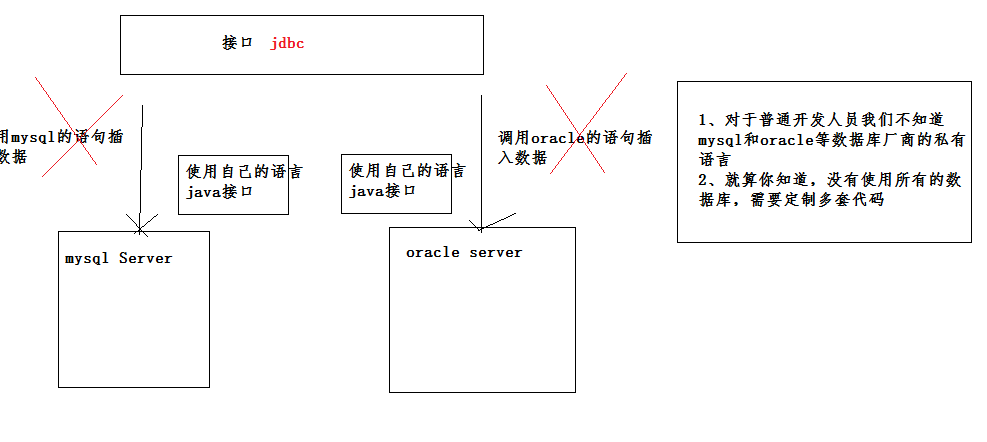 接口 jdbc
用mysql的语句插
数据
调用oracle的语句插
入数据
使用自己的语言
java接口
使用自己的语言
java接口
1、对于普通开发人员我们不知道
mysql和oracle等数据库厂商的私有
语言
2、就算你知道，没有使用所有的数
据库，需要定制多套代码
mysql Server
oracle server